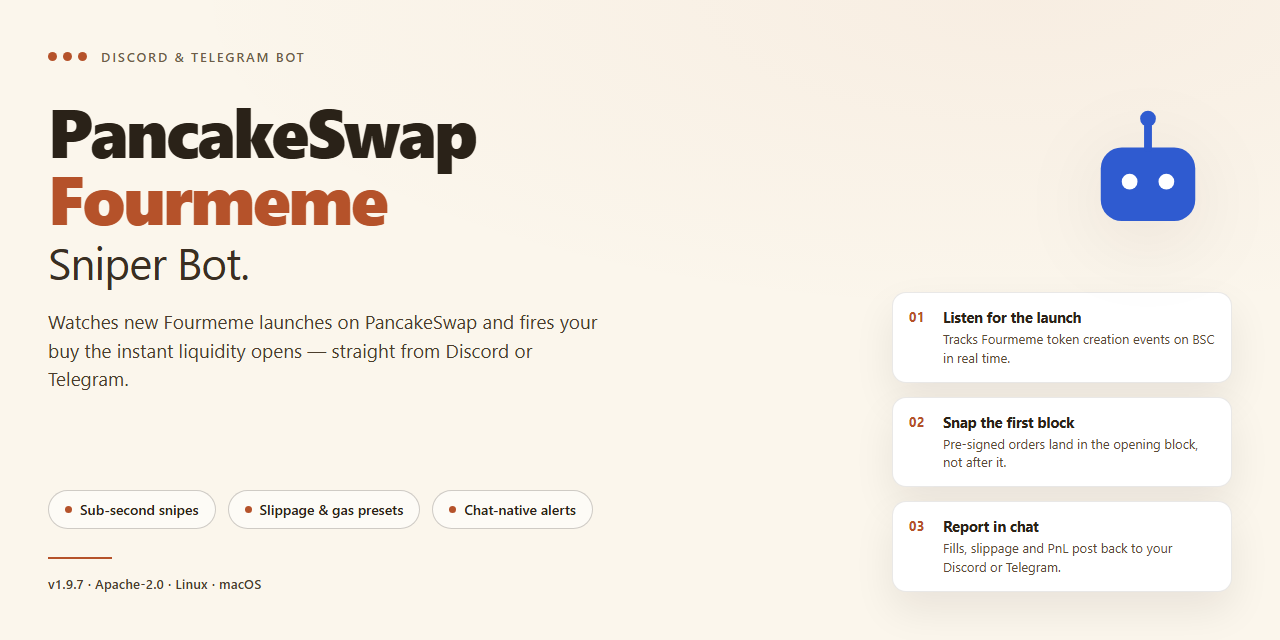 DISCORD & TELEGRAM BOT
PancakeSwap
Fourmeme
Sniper Bot.
Watches new Fourmeme launches on PancakeSwap and fires your
buy the instant liquidity opens — straight from Discord or
Telegram.
Sub-second snipes
Slippage & gas presets
Chat-native alerts
v1.9.7 · Apache-2.0 · Linux · macOS
01
Listen for the launch
Tracks Fourmeme token creation events on BSC
in real time.
02
Snap the first block
Pre-signed orders land in the opening block,
not after it.
03
Report in chat
Fills, slippage and PnL post back to your
Discord or Telegram.